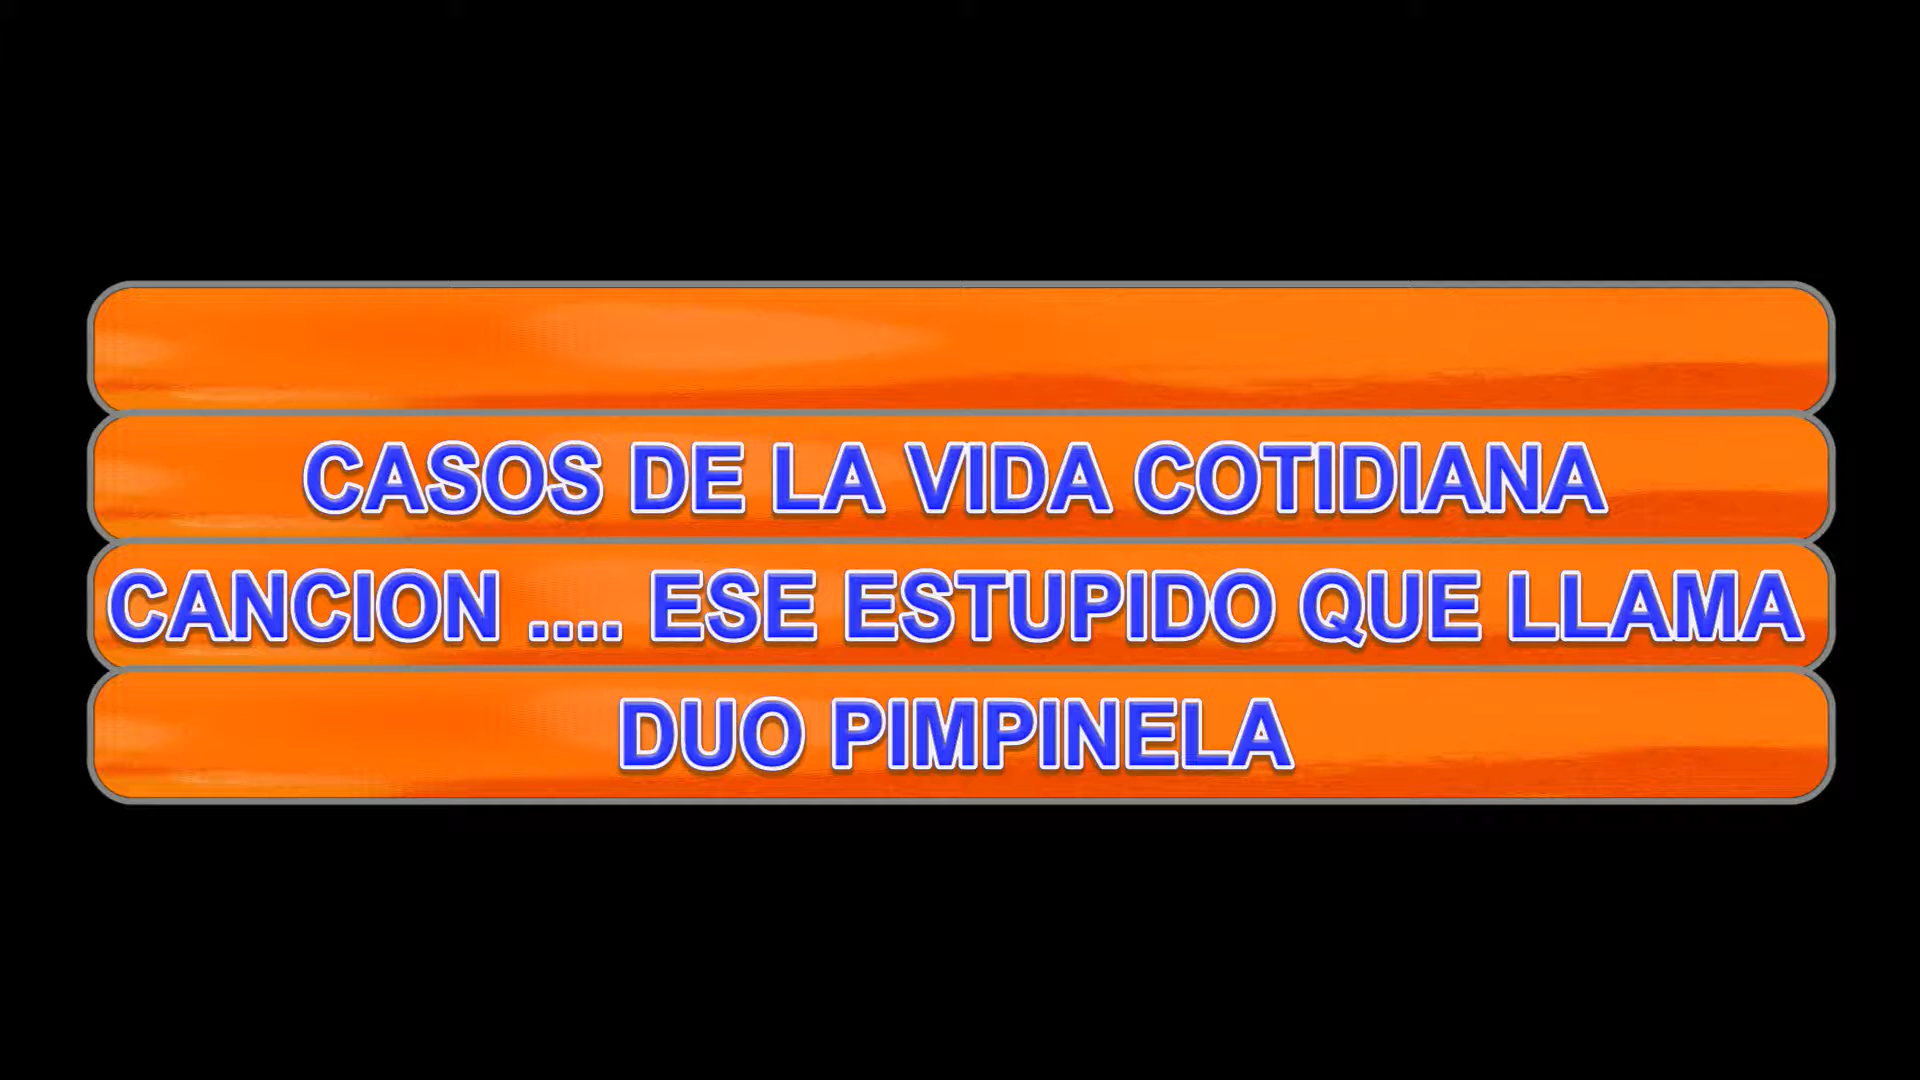 CASOS DE LA VIDA COTIDIANA
CANCION .... ESE ESTUPIDO QUE LLAMA
DUO PIMPINELA